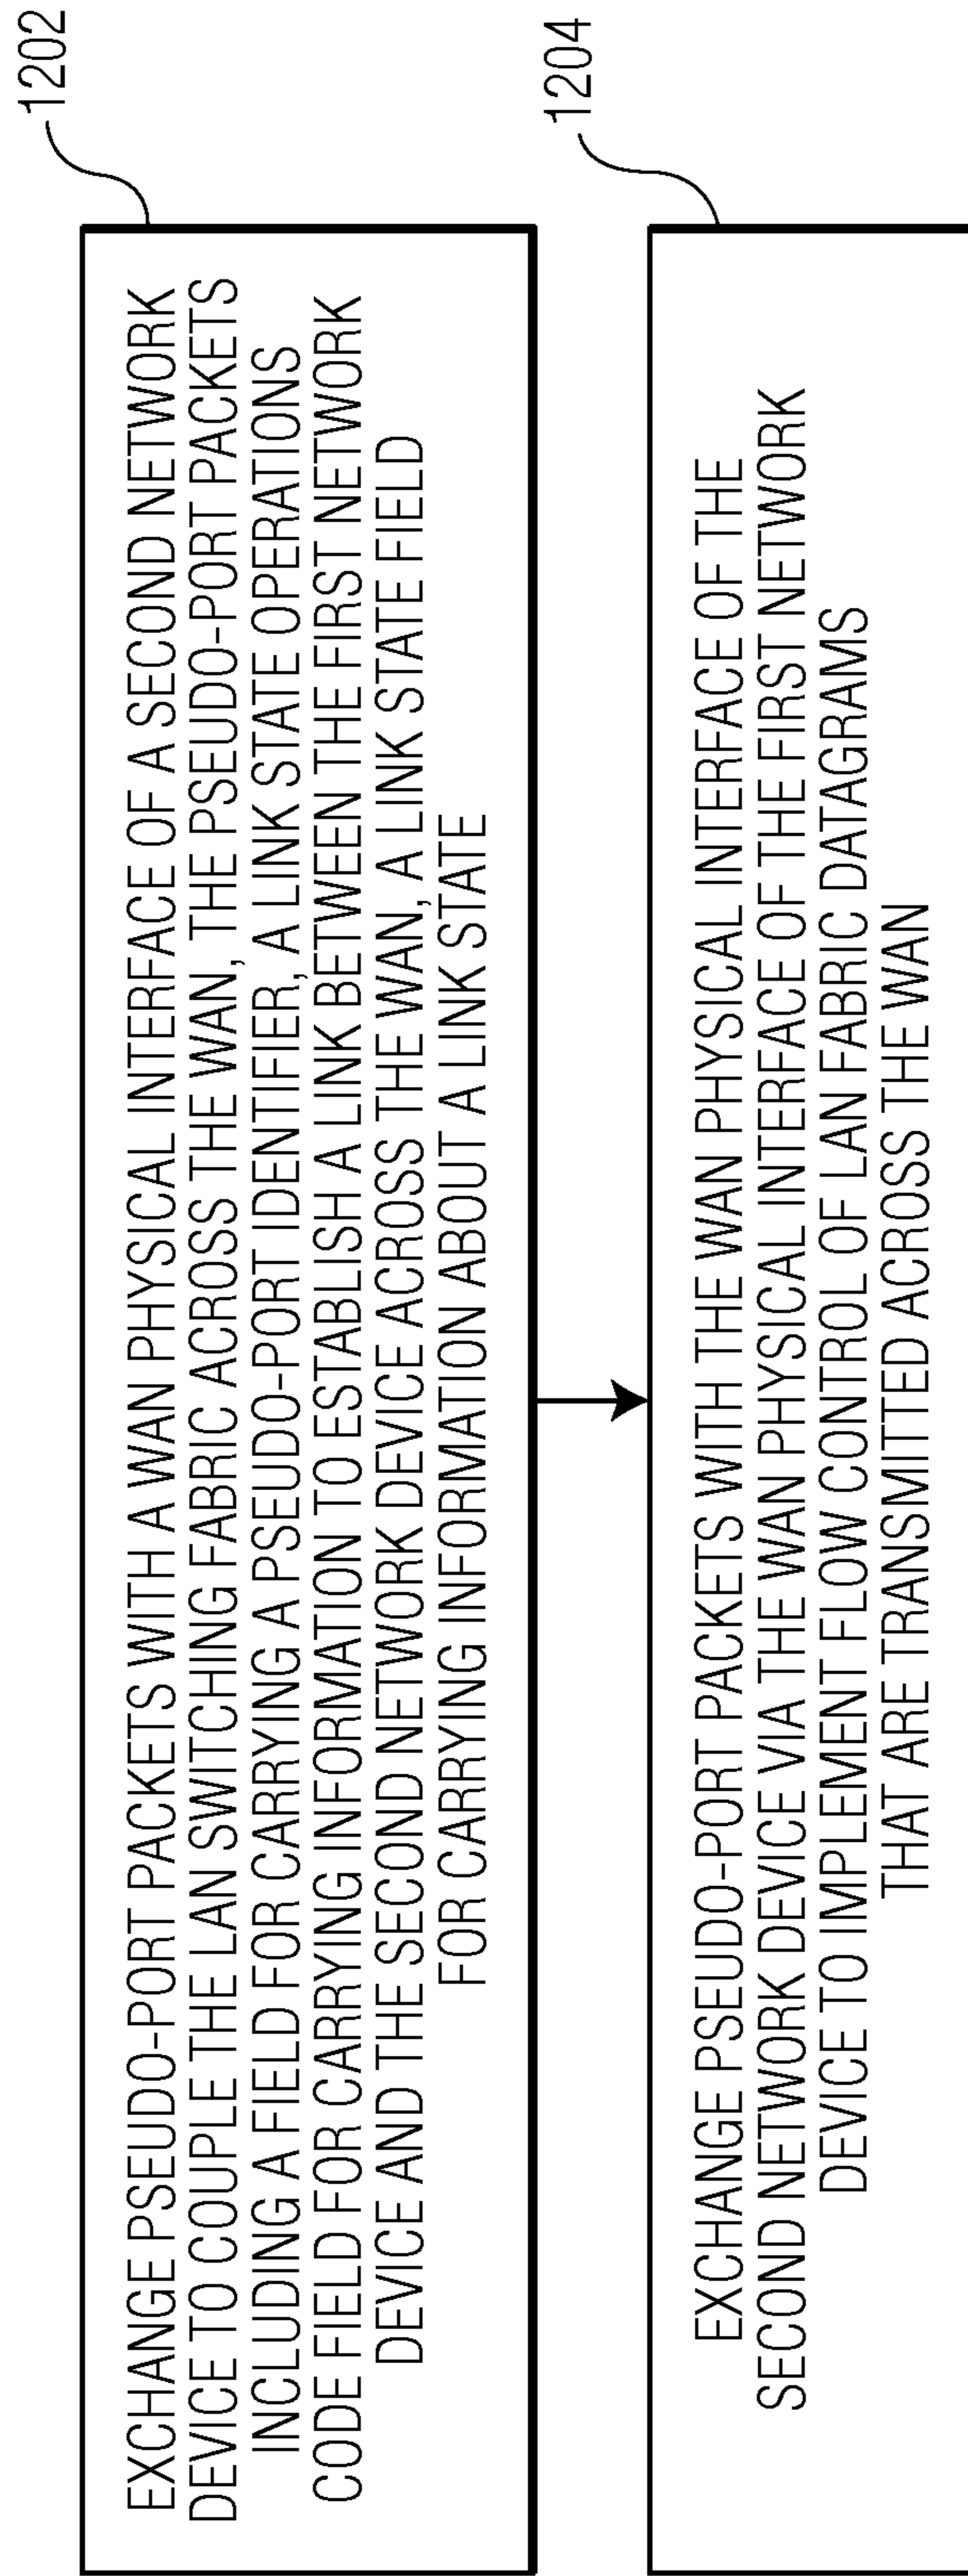 1202
EXCHANGE PSEUDO-PORT PACKETS WITH A WAN PHYSICAL INTERFACE OF A SECOND NETWORK
DEVICE TO COUPLE THE LAN SWITCHING FABRIC ACROSS THE WAN, THE PSEUDO-PORT PACKETS
INCLUDING A FIELD FOR CARRYING A PSEUDO-PORT IDENTIFIER, A LINK STATE OPERATIONS
CODE FIELD FOR CARRYING INFORMATION TO ESTABLISH A LINK BETWEEN THE FIRST NETWORK
DEVICE AND THE SECOND NETWORK DEVICE ACROSS THE WAN, A LINK STATE FIELD
FOR CARRYING INFORMATION ABOUT A LINK STATE
1204
EXCHANGE PSEUDO-PORT PACKETS WITH THE WAN PHYSICAL INTERFACE OF THE
SECOND NETWORK DEVICE VIA THE WAN PHYSICAL INTERFACE OF THE FIRST NETWORK
DEVICE TO IMPLEMENT FLOW CONTROL OF LAN FABRIC DATAGRAMS
THAT ARE TRANSMITTED ACROSS THE WAN